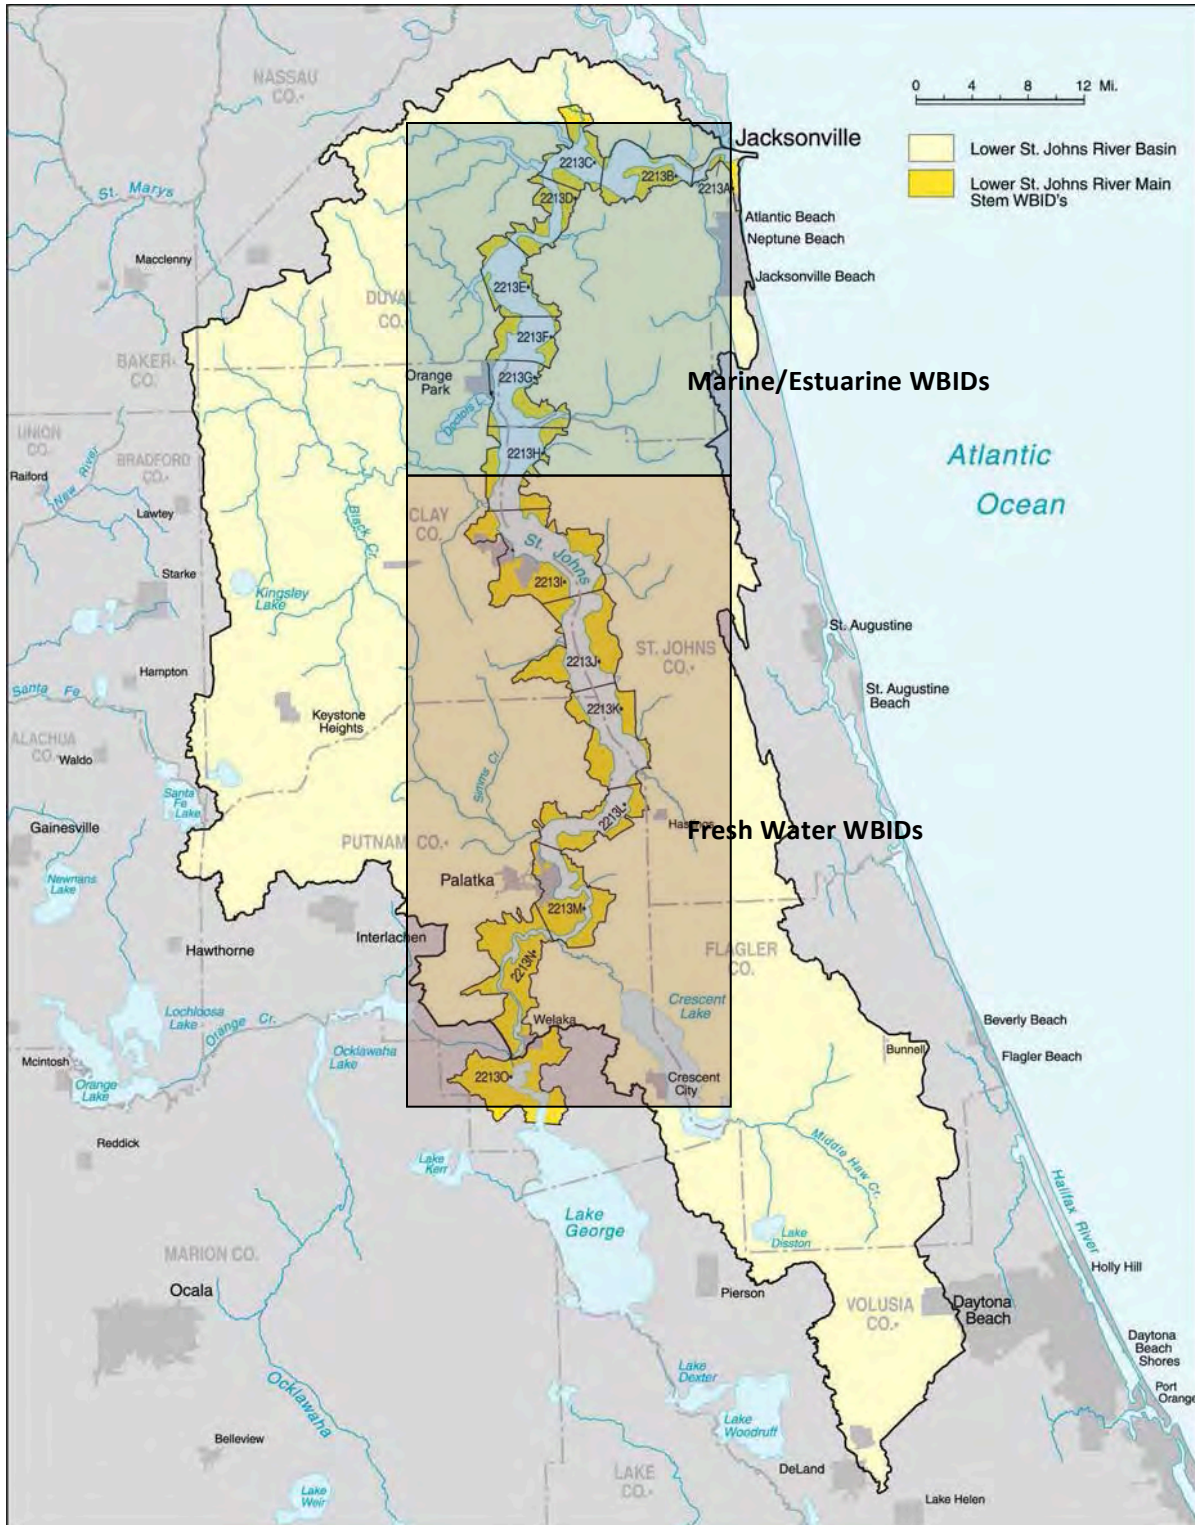 NASSAU
CO.
0 4 8 12 Mi.
Jacksonville
Lower St. Johns River Basin
Lower St. Johns River Main
Stem WBID's
2213C
2213B
2213A
2213D
St. Marys
Atlantic Beach
Neptune Beach
Macclenny
Jacksonville Beach
2213E
DUVAL
CO.
2213F
BAKER
CO.
Orange
Park
2213G
Marine/Estuarine WBIDs
Doctors L.
UNION
CO.
2213H
Atlantic
Ocean
BRADFORD
CO.
Raiford
New River
Lawtey
Black Cr.
CLAY
CO.
St. Johns
Starke
2213I
Kingsley
Lake
St. Augustine
ST. JOHNS
CO.
2213J
Hampton
Santa Fe
St. Augustine
Beach
2213K
Keystone
Heights
ALACHUA
CO.
Waldo
Simms Cr.
Santa
Fe
Lake
2213L
Hastings
Gainesville
Fresh Water WBIDs
PUTNAM CO.
Newnans
Lake
Palatka
2213M
Interlachen
Hawthorne
FLAGLER
CO.
2213N
Crescent
Lake
Lochloosa
Lake
Orange Cr.
Welaka
Beverly Beach
Ocklawaha
Lake
Bunnell
Flagler Beach
Mcintosh
Orange
Lake
2213O
Crescent
City
Reddick
Middle Haw Cr.
Lake
Kerr
Halifax River
Lake
George
Lake
Disston
MARION CO.
Holly Hill
Ocala
Pierson
VOLUSIA
CO.
Daytona
Beach
Daytona
Beach
Shores
Port
Orange
Lake
Dexter
Ocklawaha
Lake
Woodruff
Belleview
DeLand
LAKE
CO.
Lake
Weir
Lake Helen